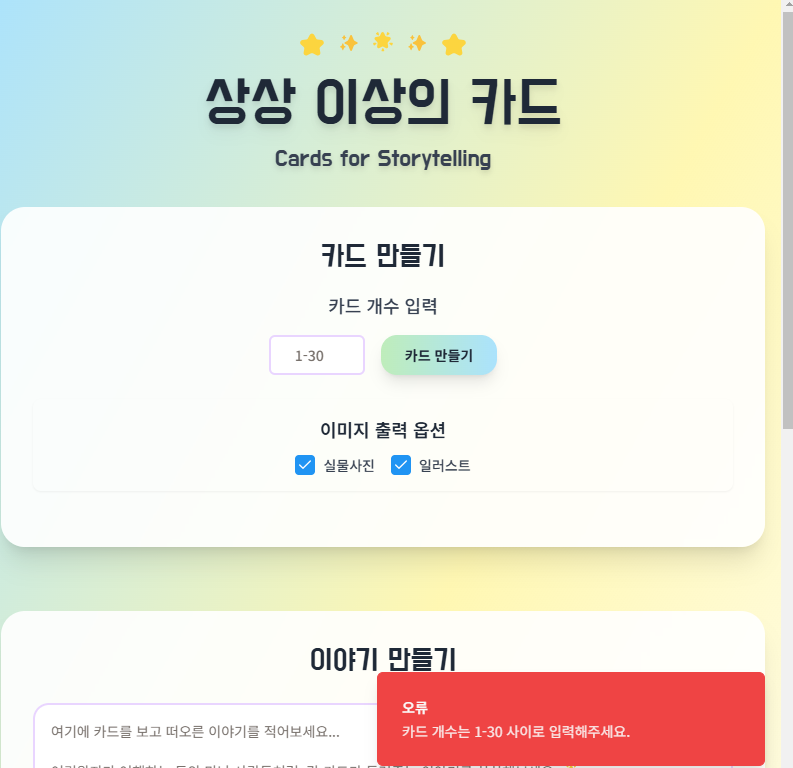 상상 이상의 카드
Cards for Storytelling
카드 만들기
카드 개수 입력
1-30
카드 만들기
이미지 출력 옵션
실물사진
일러스트
이야기 만들기
여기에 카드를 보고 떠오른 이야기를 적어보세요...
오류
카드 개수는 1-30 사이로 입력해주세요.